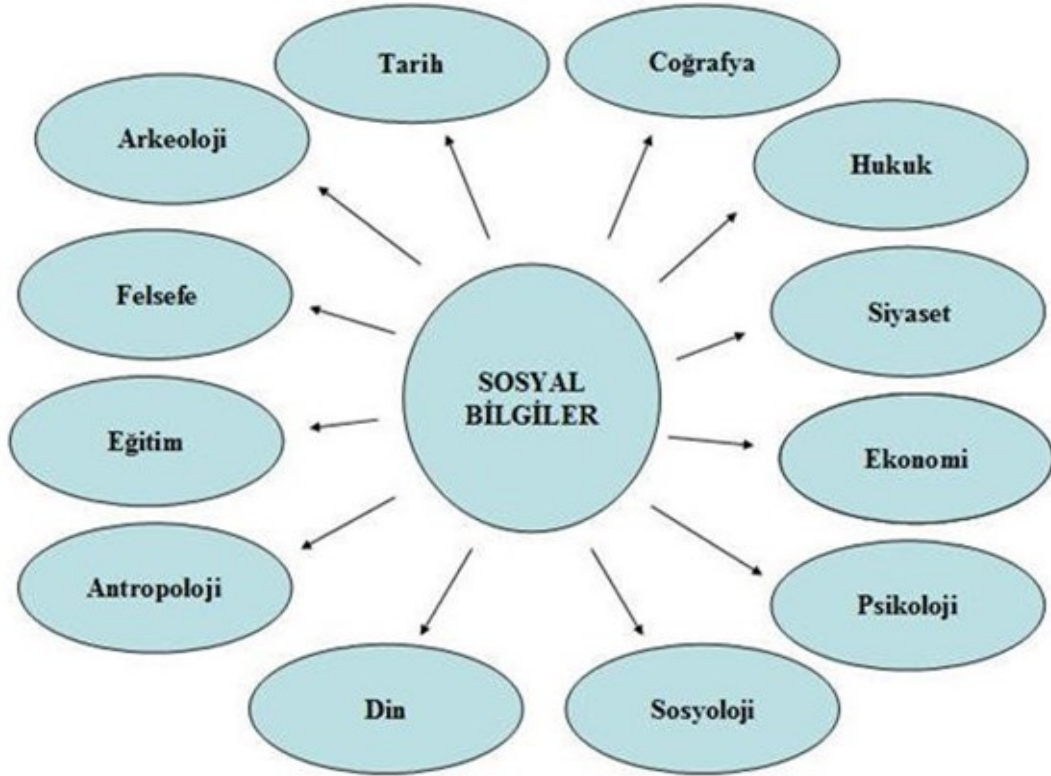 Tarih
Coğrafya
Arkeoloji
Hukuk
Felsefe
Siyaset
SOSYAL
BİLGİLER
Eğitim
Ekonomi
Antropoloji
Psikoloji
Din
Sosyoloji